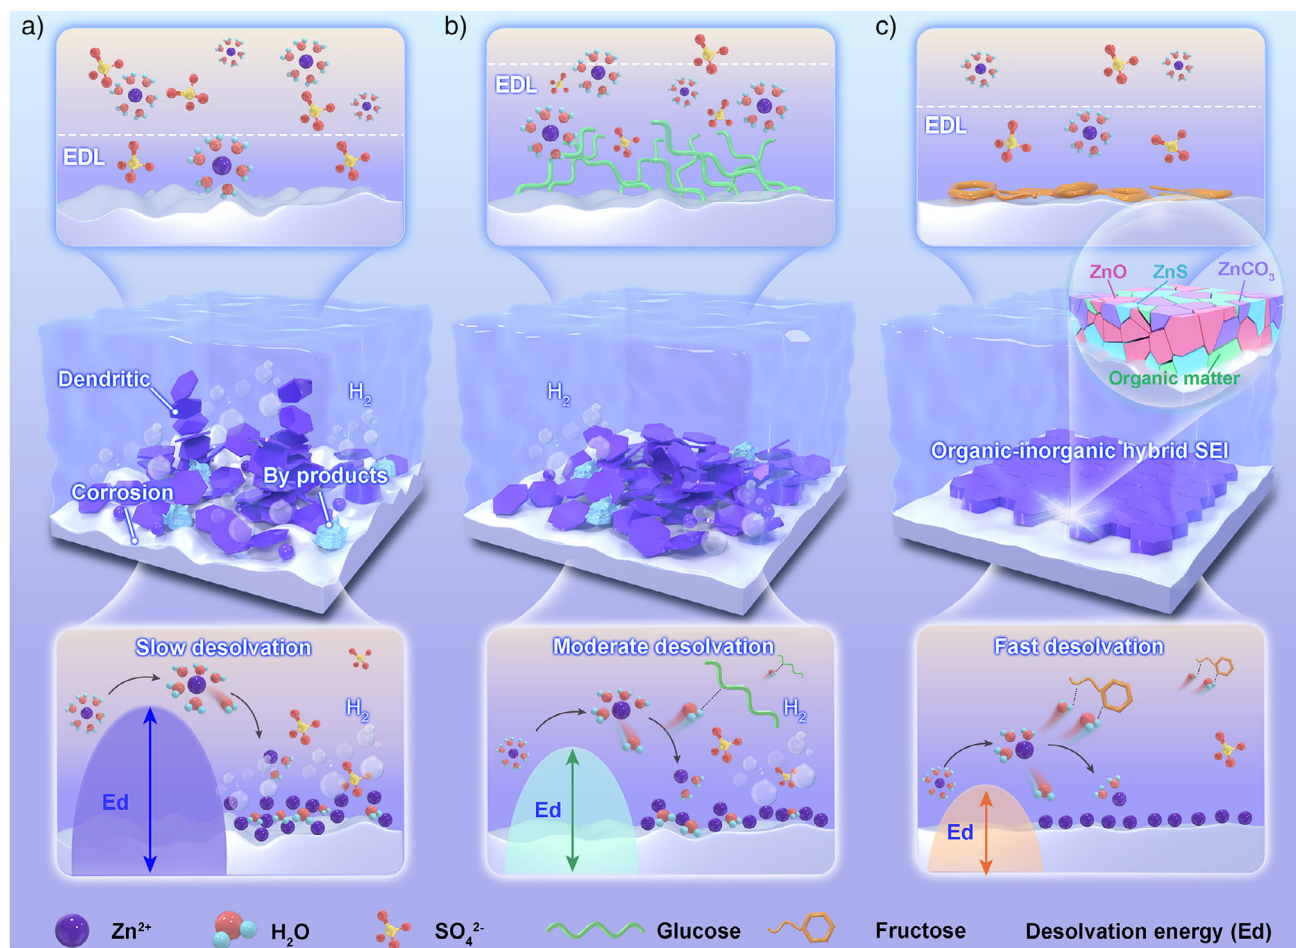 a)
EDL
b)
EDL
c)
EDL
ZnO
ZnS
ZnCO₃
Organic matter
Dendritic
H₂
By products
Corrosion
H₂
Organic-inorganic hybrid SEI
Slow desolvation
H₂
Ed
Moderate desolvation
H₂
Ed
Fast desolvation
Ed
Zn²⁺
H₂O
SO₄²⁻
Glucose
Fructose
Desolvation energy (Ed)